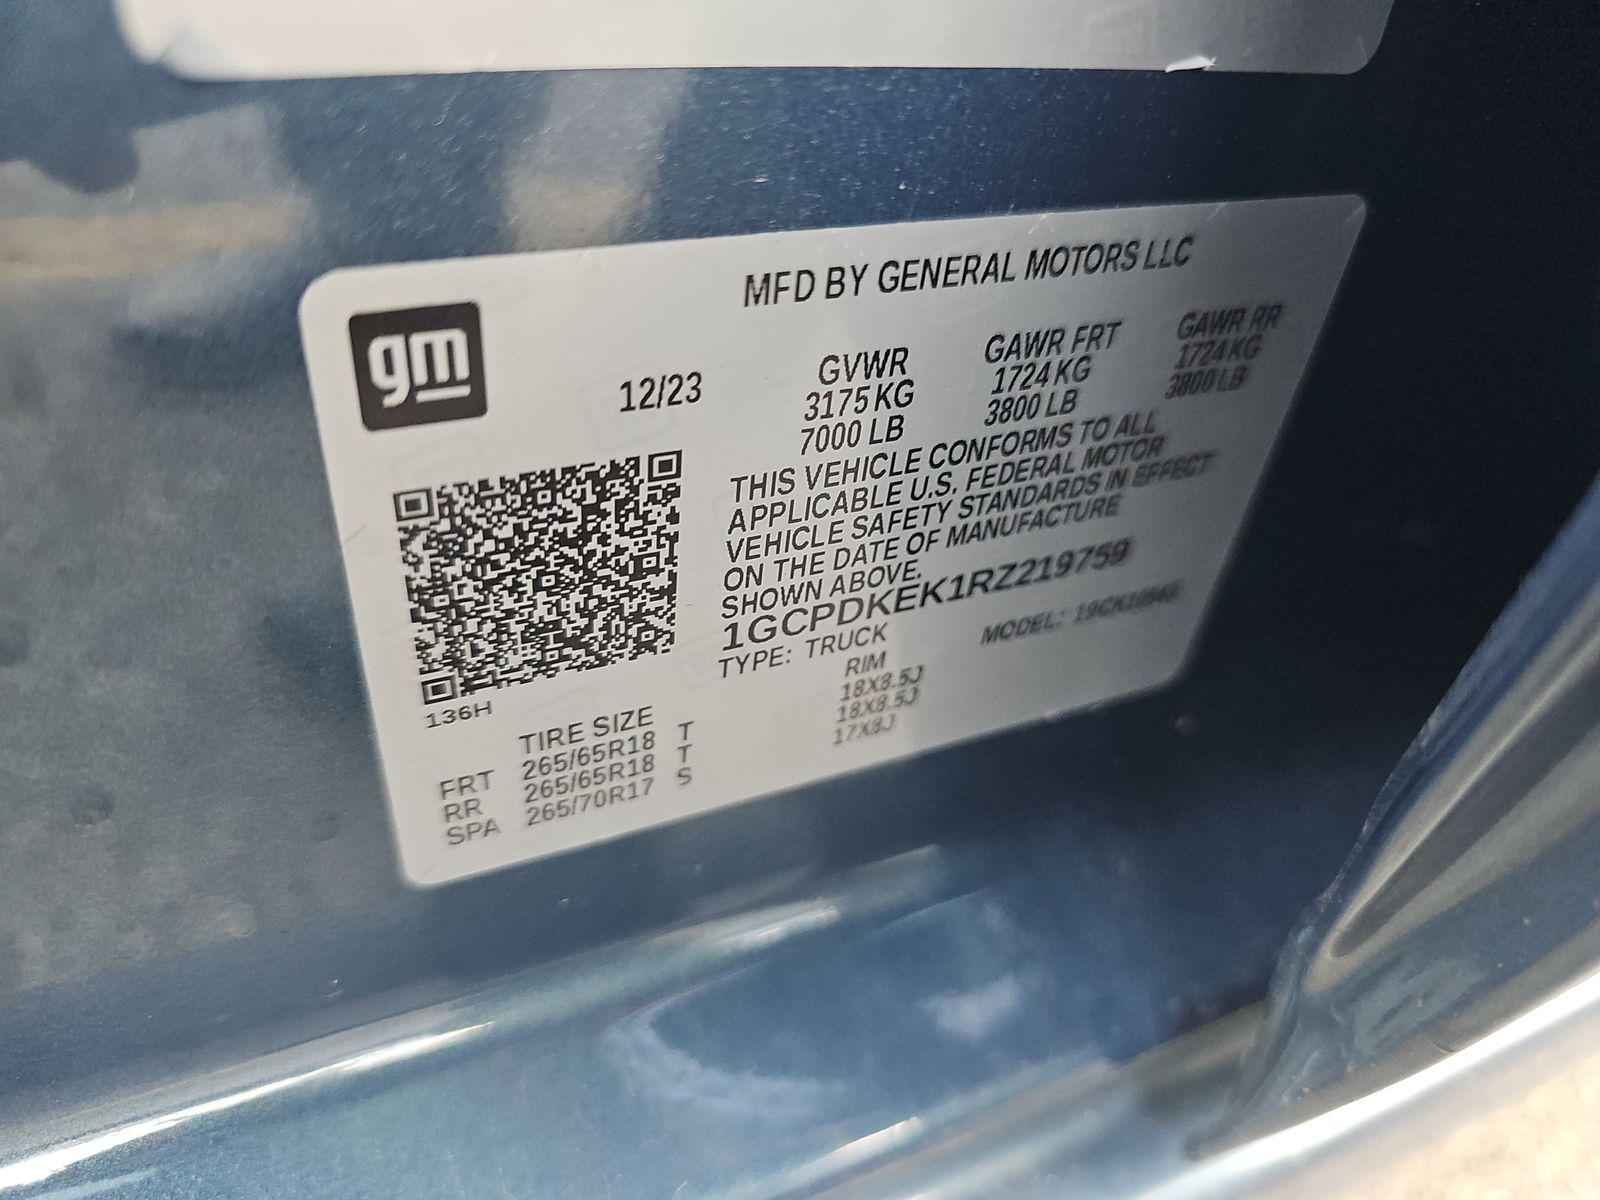 MFD BY GENERAL MOTORS LLC
gm
12/23
GVWR GAWR FRT GAWR RR
3175 KG 1724 KG 1724 KG
7000 LB 3800 LB 3800 LB
THIS VEHICLE CONFORMS TO ALL
APPLICABLE U.S. FEDERAL MOTOR
VEHICLE SAFETY STANDARDS IN EFFECT
ON THE DATE OF MANUFACTURE
SHOWN ABOVE.
1GCPDKEK1RZ219759
TYPE: TRUCK MODEL:
136H
TIRE SIZE RIM
FRT 265/65R18 T 18X8.5J
RR 265/65R18 T 18X8.5J
SPA 265/70R17 S 17X8J